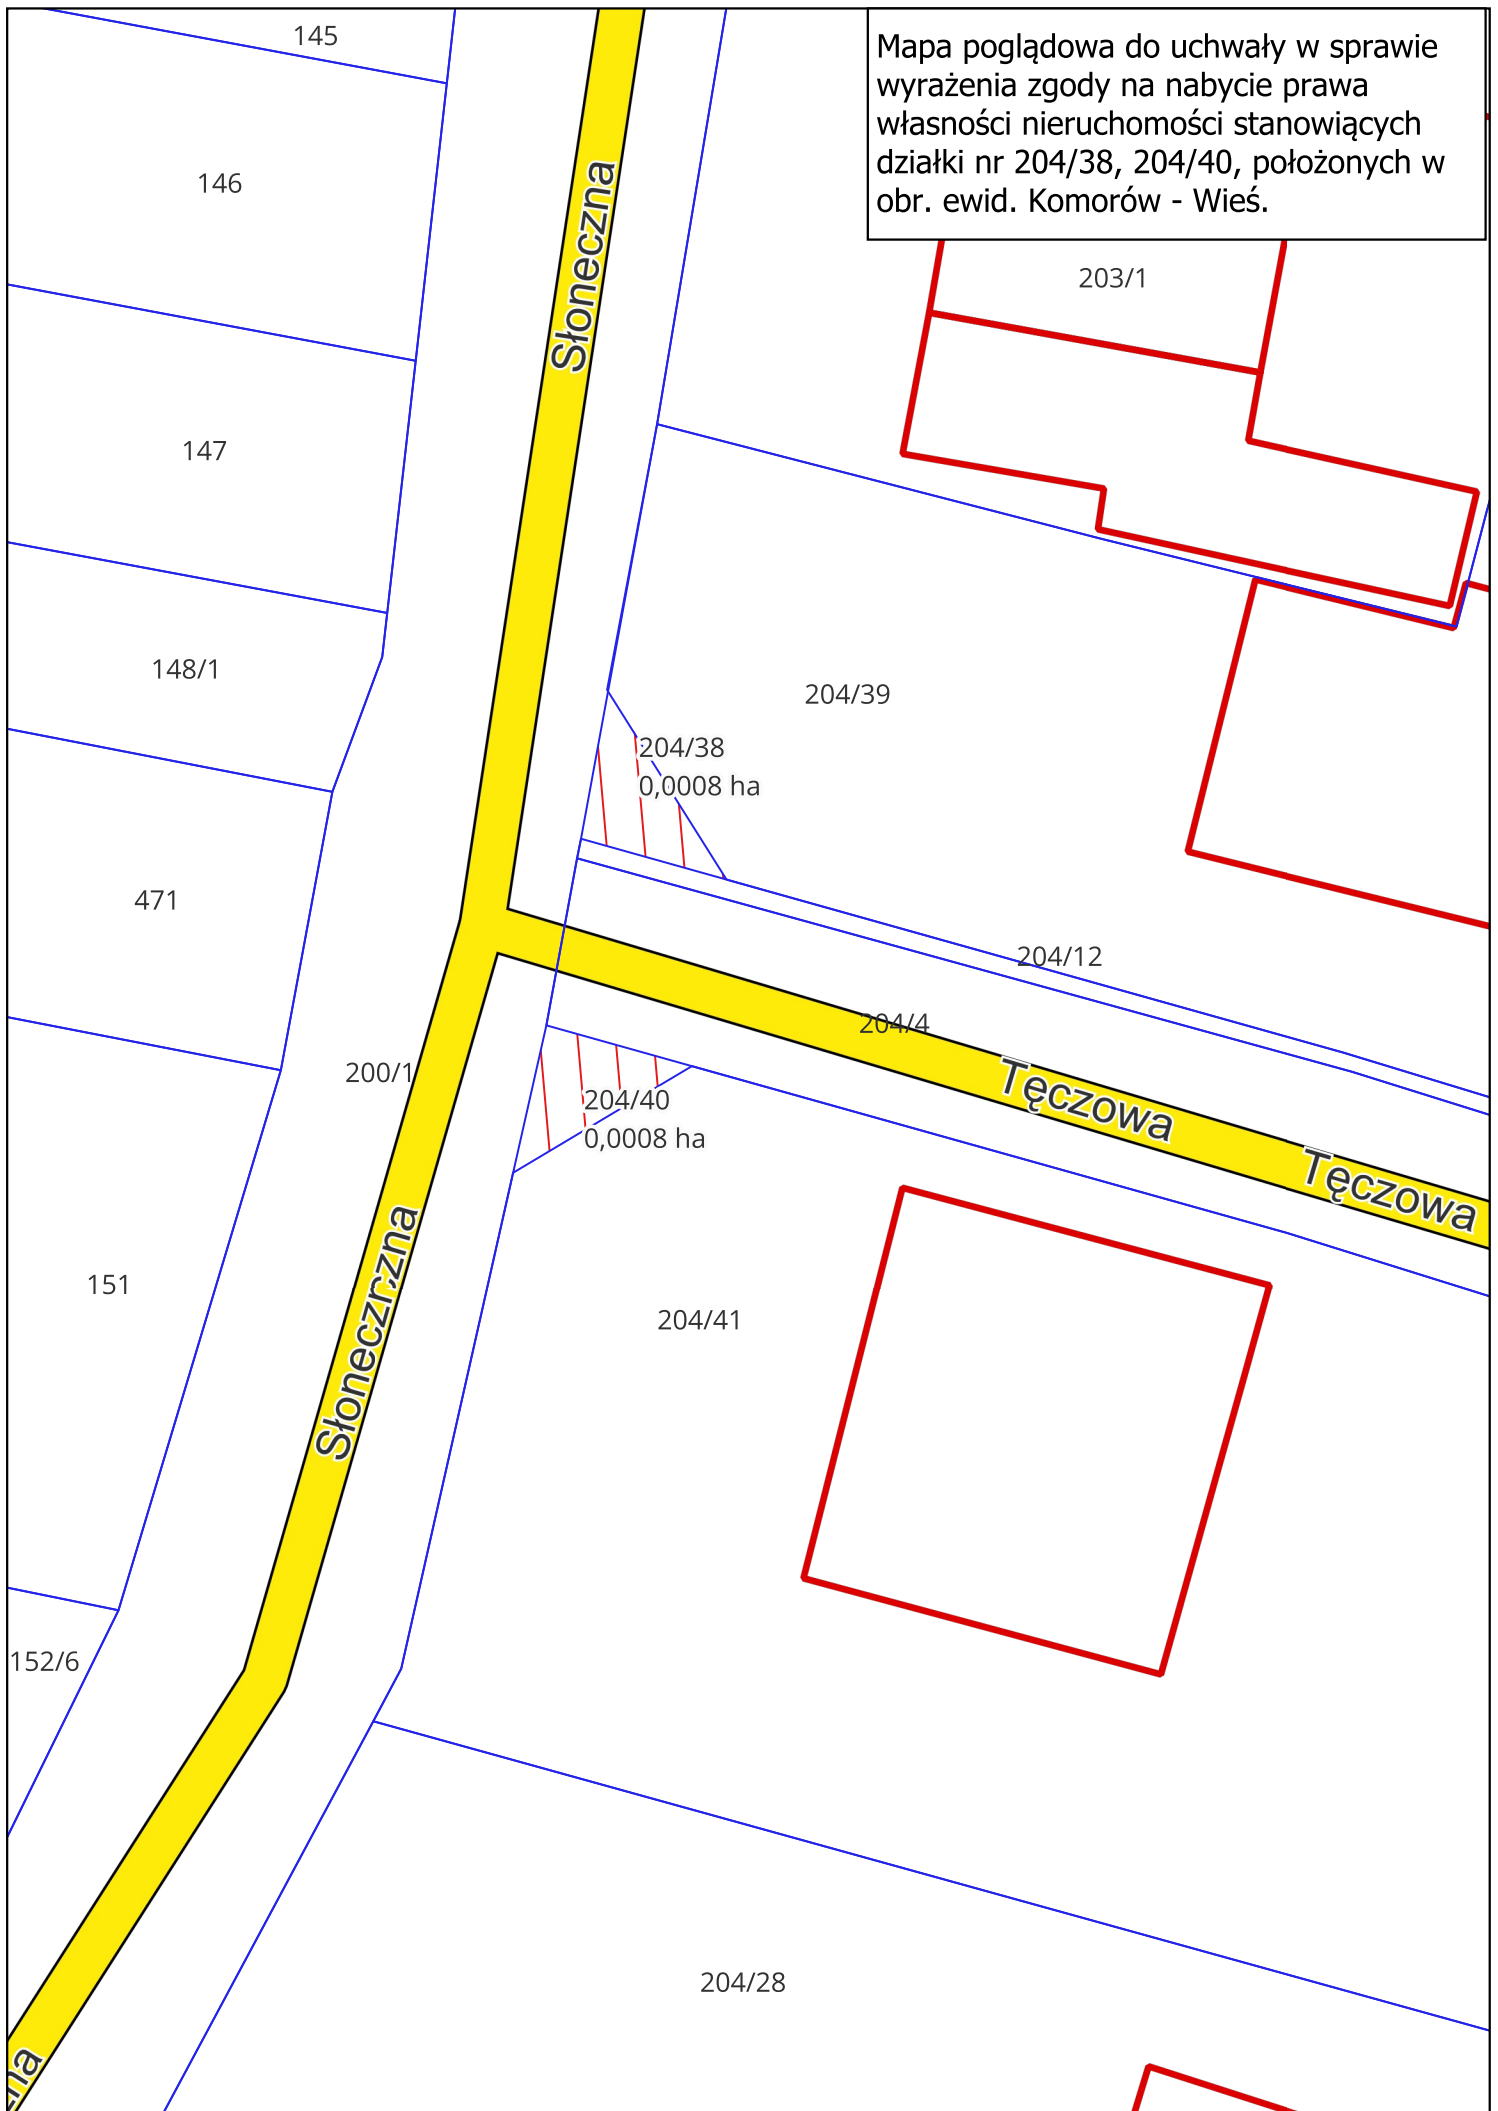 Mapa poglądowa do uchwały w sprawie
wyrażenia zgody na nabycie prawa
własności nieruchomości stanowiących
działki nr 204/38, 204/40, położonych w
obr. ewid. Komorów - Wieś.
145
146
Słoneczna
203/1
147
148/1
204/39
204/38
0,0008 ha
471
204/12
204/4
200/1
Tęczowa
204/40
0,0008 ha
Tęczowa
151
204/41
Słoneczna
152/6
204/28